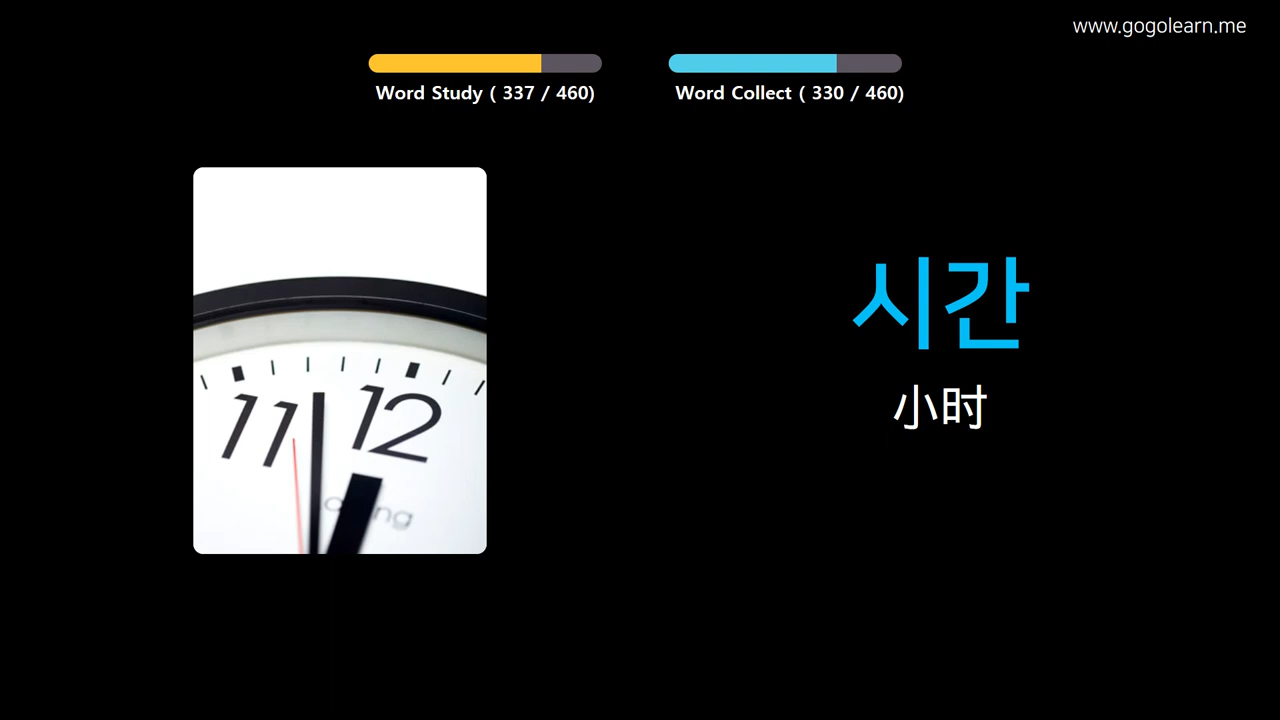 www.gogolearn.me
Word Study ( 337 / 460)
Word Collect ( 330 / 460)
시간
小时
11
12